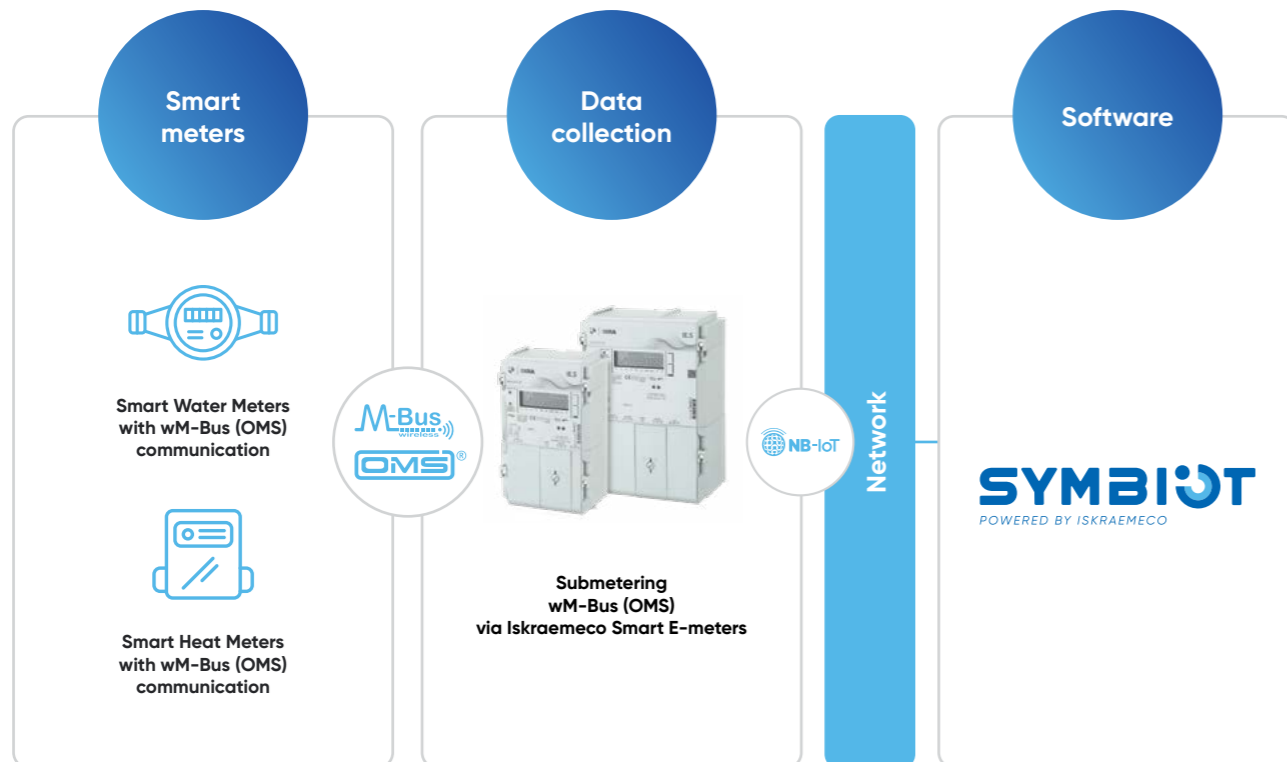 Smart
meters
Data
collection
Software
Smart Water Meters
with wM-Bus (OMS)
communication
Smart Heat Meters
with wM-Bus (OMS)
communication
M-Bus
wireless
OMS®
Submetering
wM-Bus (OMS)
via Iskraemeco Smart E-meters
NB-IoT
Network
SYMBIOT
POWERED BY ISKRAEMECO